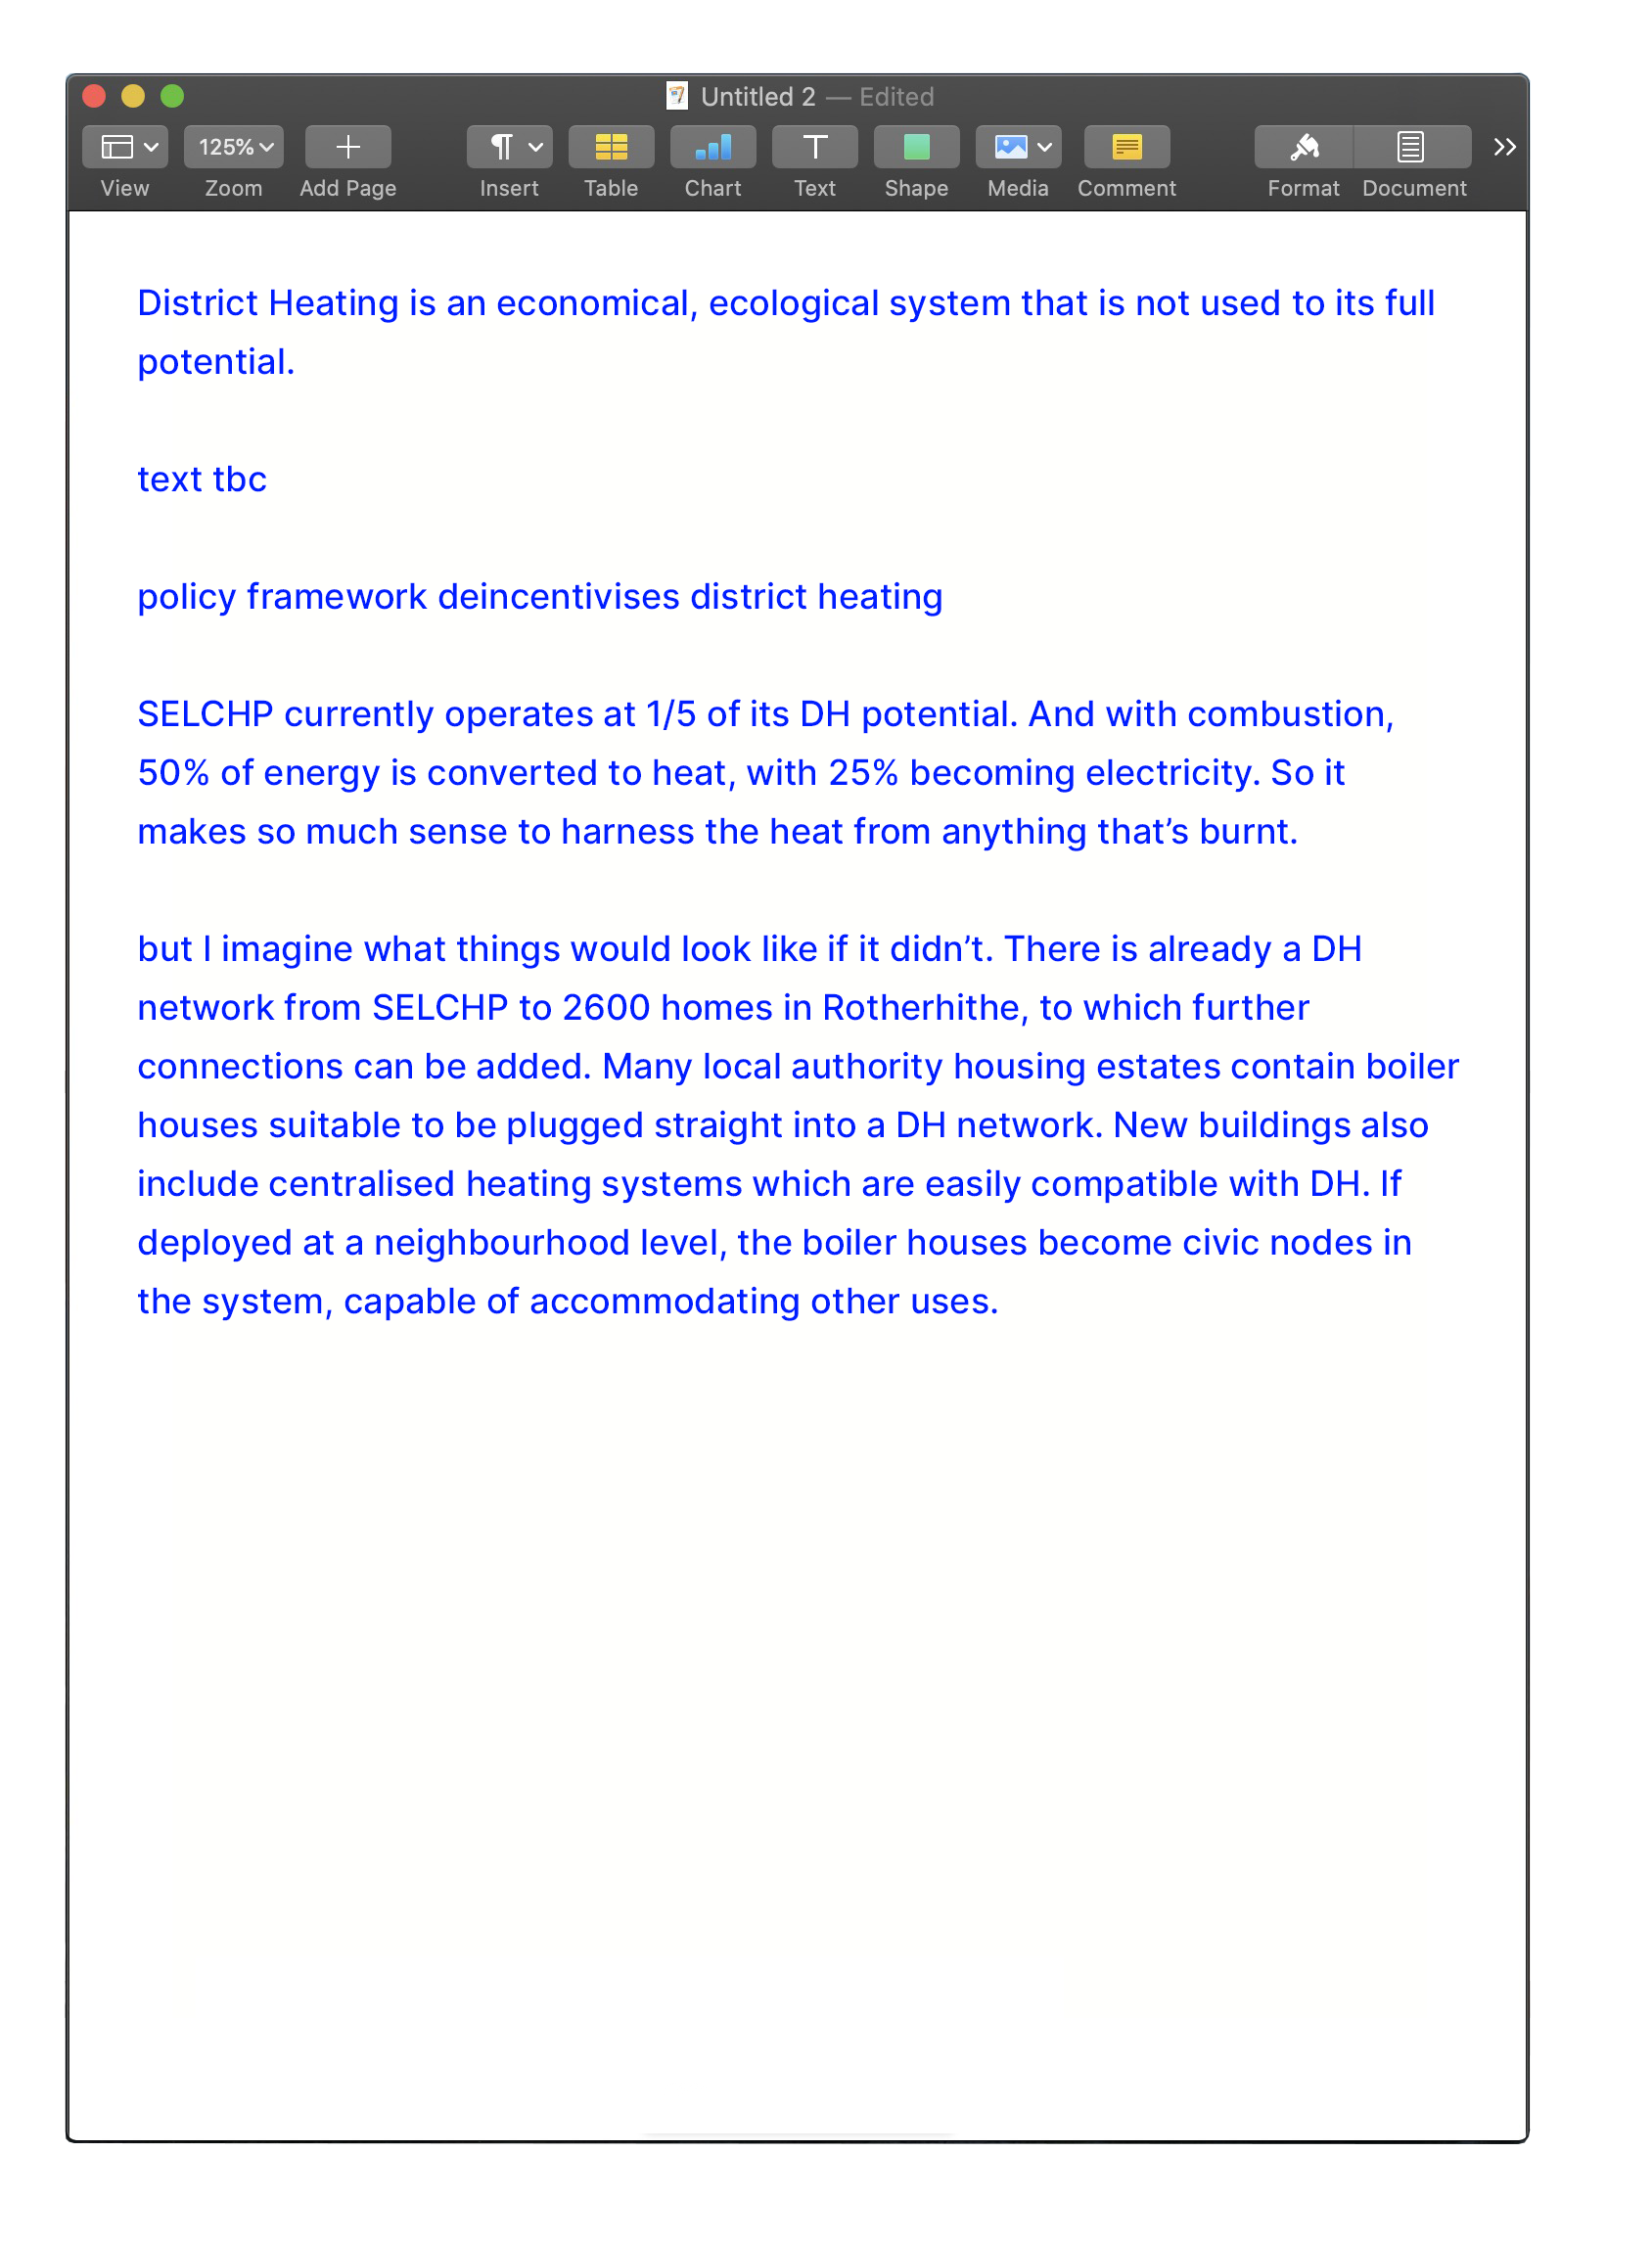 Untitled 2 — Edited
125%
View Zoom Add Page Insert Table Chart Text Shape Media Comment Format Document
District Heating is an economical, ecological system that is not used to its full
potential.
text tbc
policy framework deincentivises district heating
SELCHP currently operates at 1/5 of its DH potential. And with combustion,
50% of energy is converted to heat, with 25% becoming electricity. So it
makes so much sense to harness the heat from anything that’s burnt.
but I imagine what things would look like if it didn’t. There is already a DH
network from SELCHP to 2600 homes in Rotherhithe, to which further
connections can be added. Many local authority housing estates contain boiler
houses suitable to be plugged straight into a DH network. New buildings also
include centralised heating systems which are easily compatible with DH. If
deployed at a neighbourhood level, the boiler houses become civic nodes in
the system, capable of accommodating other uses.